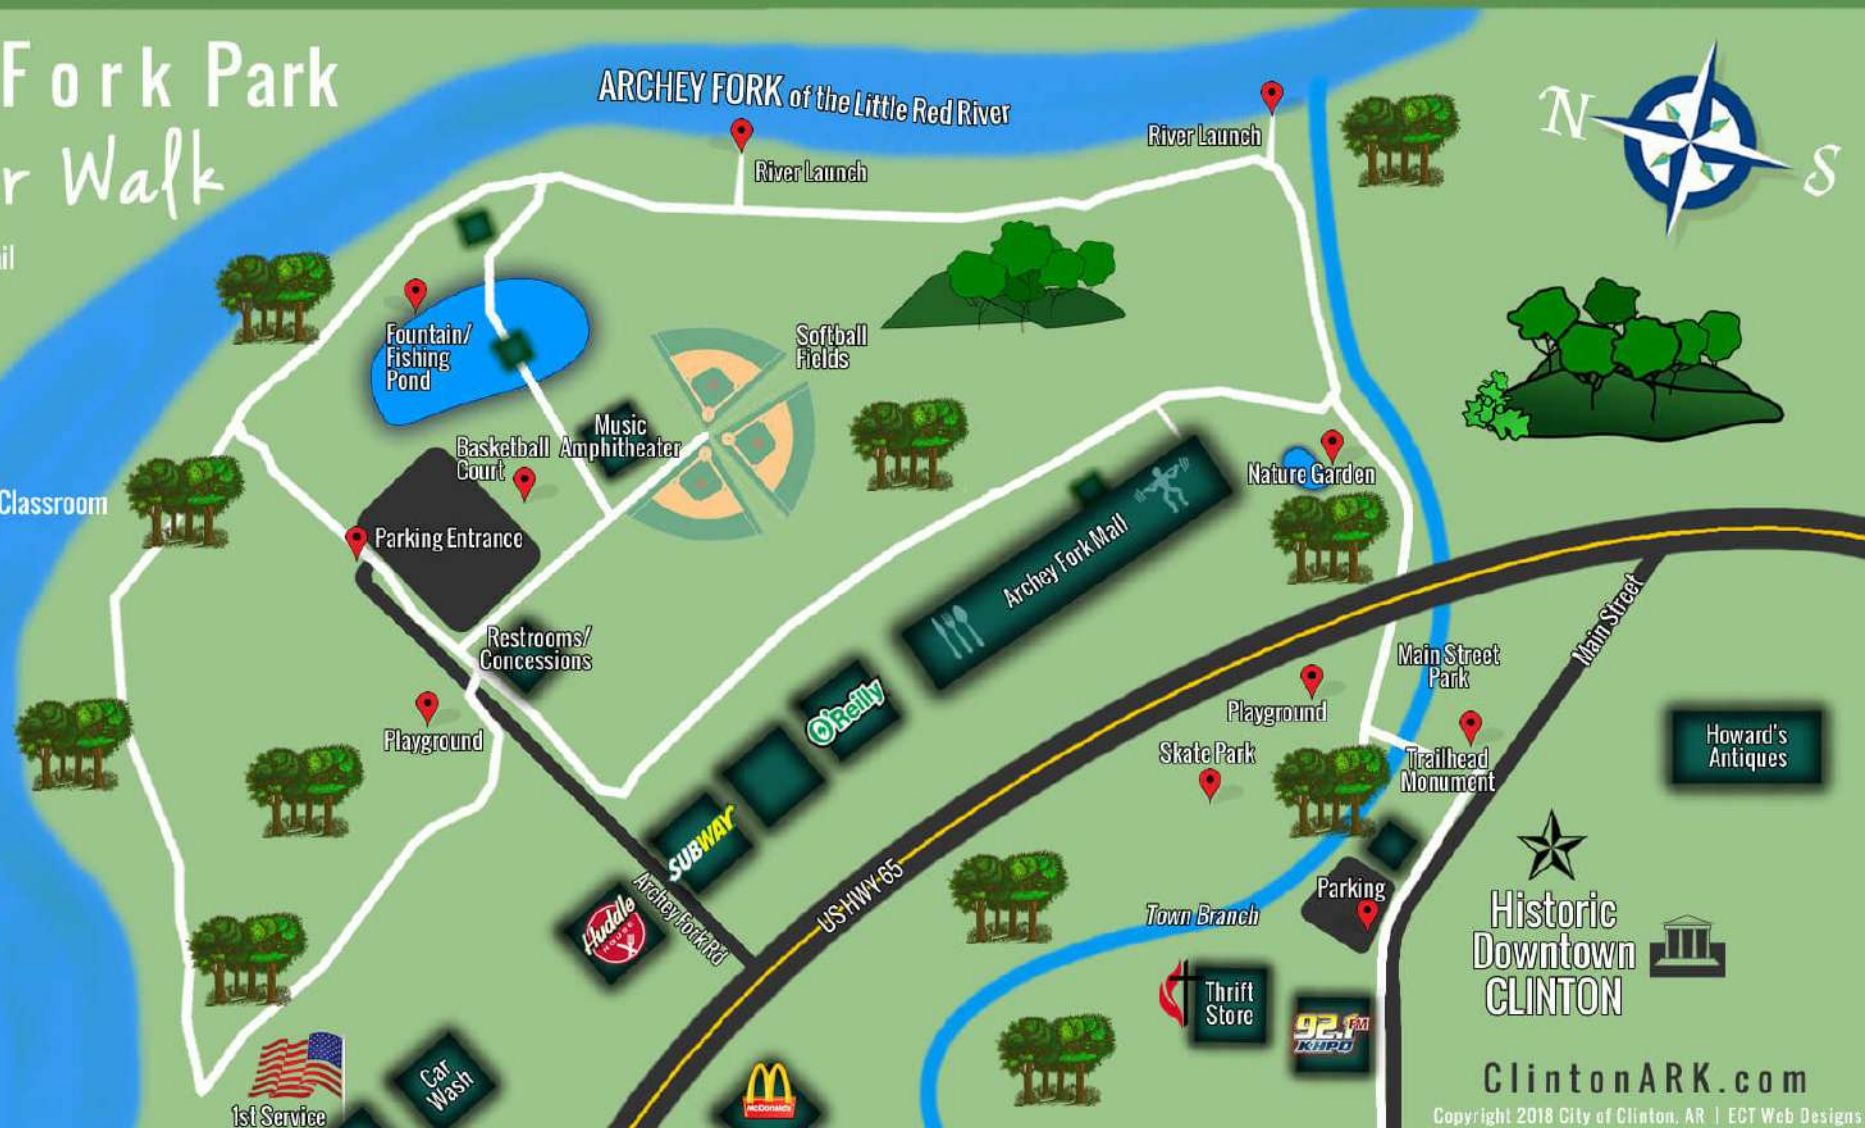 Fork Park
r Walk
ail
ARCHEY FORK of the Little Red River
River Launch
River Launch
N
S
Fountain/
Fishing
Pond
Softball
Fields
Music
Amphitheater
Basketball
Court
Nature Garden
Classroom
Parking Entrance
Archey Fork Mall
Restrooms/
Concessions
Main Street
Main Street
Park
Playground
Playground
O'Reilly
Skate Park
Trailhead
Monument
Howard's
Antiques
SUBWAY
Huddle
HOUSE
Archey Fork Rd
US HWY 65
Parking
Town Branch
Historic
Downtown
CLINTON
Thrift
Store
92.1 FM
KHPQ
Car
Wash
McDonald's
1st Service
ClintonARK.com
Copyright 2018 City of Clinton, AR | ECT Web Designs